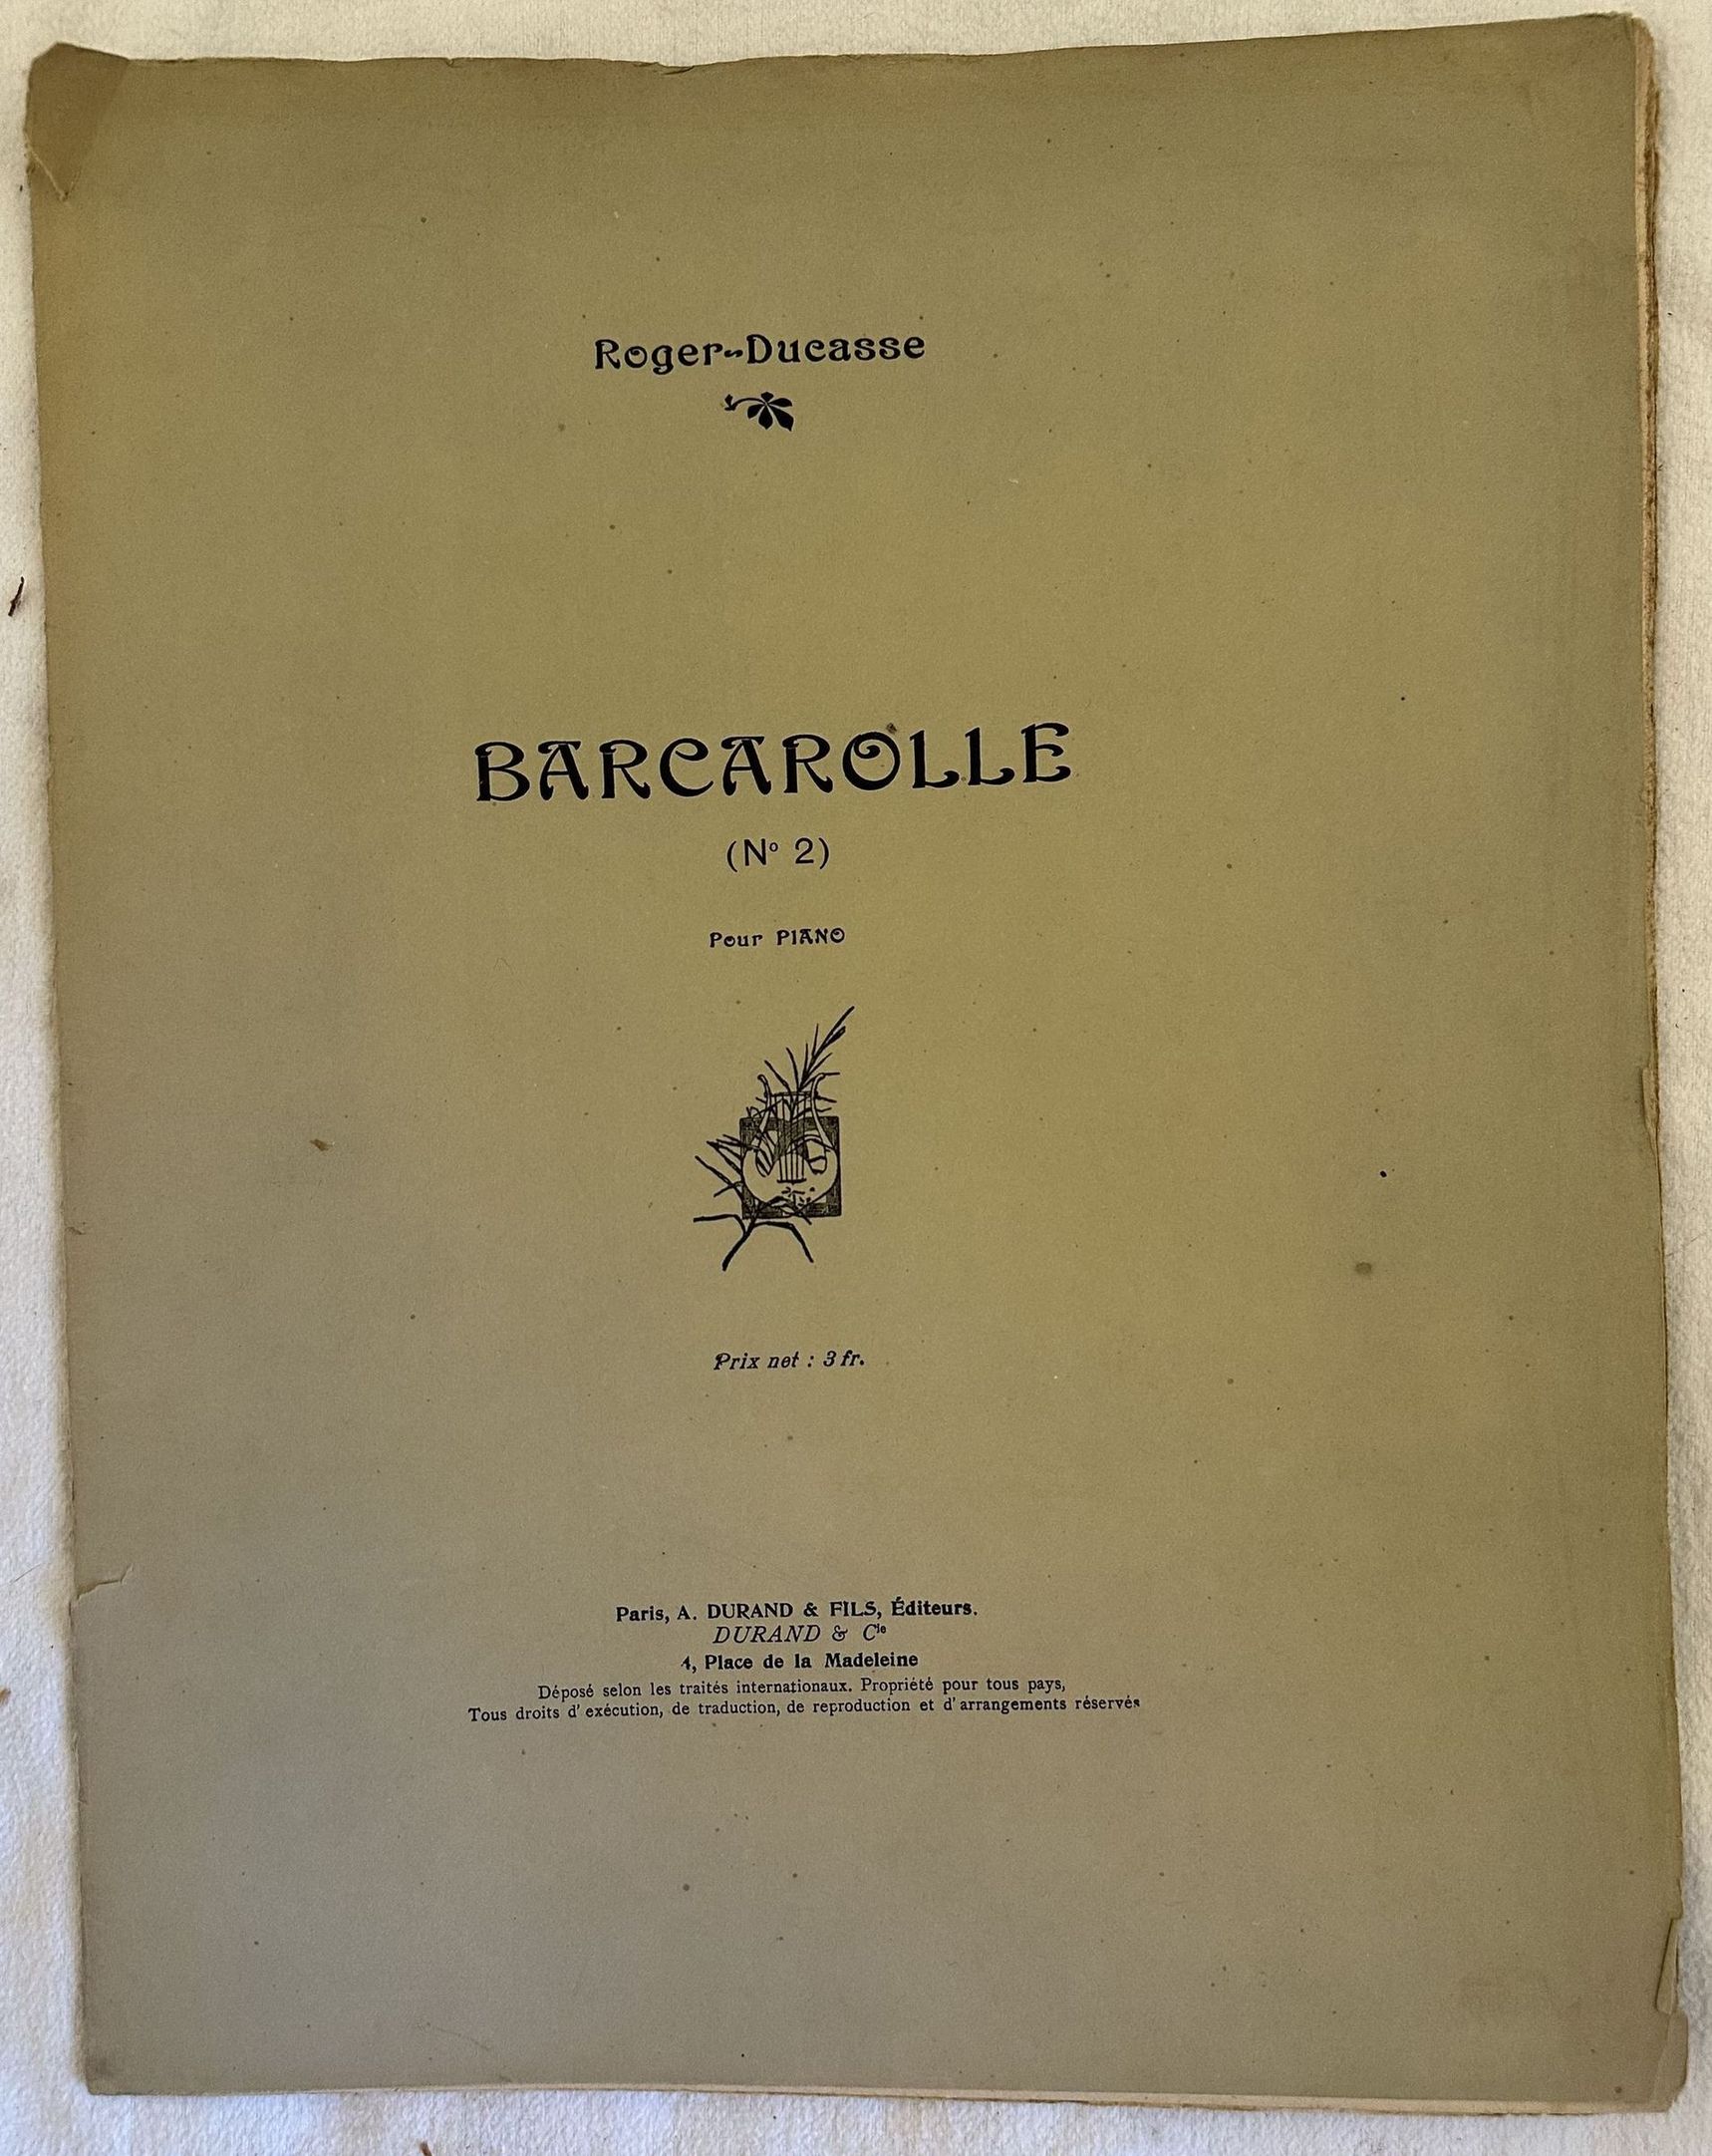 Roger-Ducasse
BARCAROLLE
(Nº 2)
Pour PIANO
Prix net : 3 fr.
Paris, A. DURAND & FILS, Éditeurs.
DURAND & Cie
4, Place de la Madeleine
Déposé selon les traités internationaux. Propriété pour tous pays,
Tous droits d'exécution, de traduction, de reproduction et d'arrangements réservés